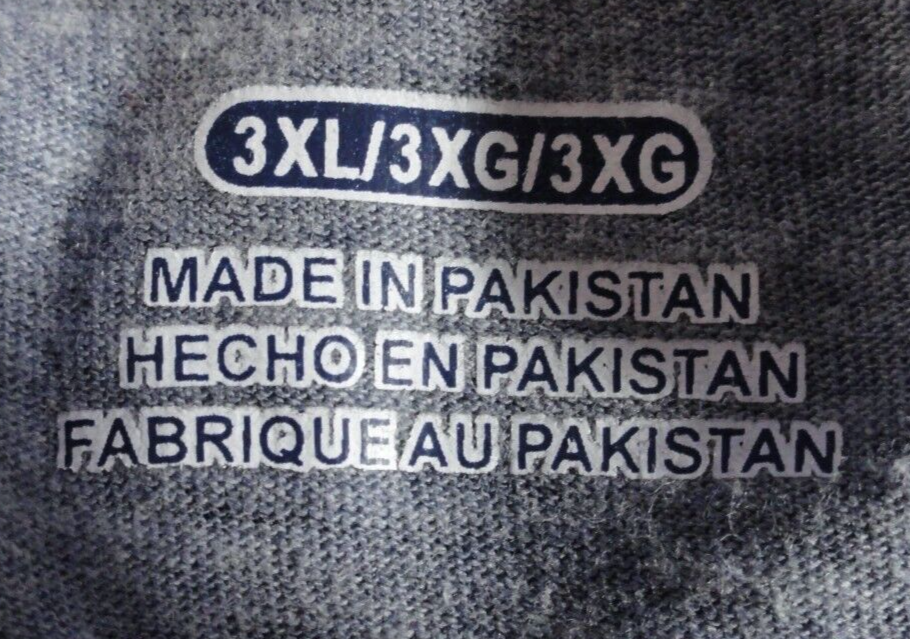 3XL/3XG/3XG
MADE IN PAKISTAN
HECHO EN PAKISTAN
FABRIQUE AU PAKISTAN